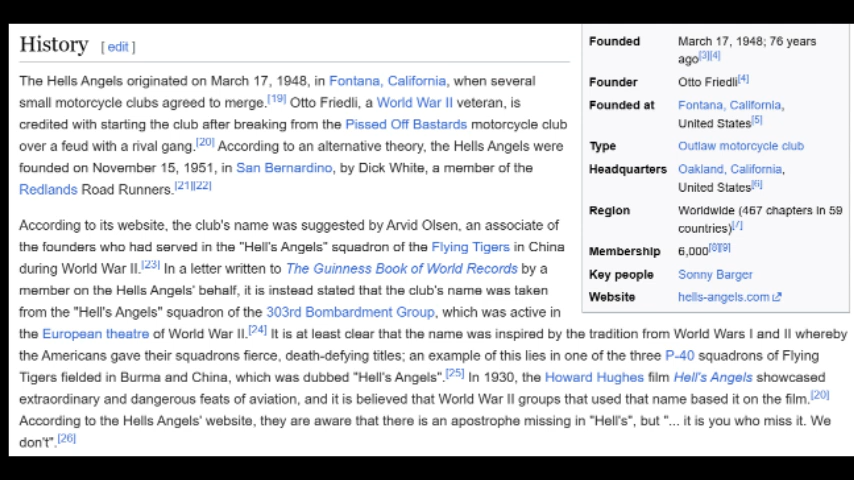 History [ edit ]
The Hells Angels originated on March 17, 1948, in Fontana, California, when several
small motorcycle clubs agreed to merge.[19] Otto Friedli, a World War II veteran, is
credited with starting the club after breaking from the Pissed Off Bastards motorcycle club
over a feud with a rival gang.[20] According to an alternative theory, the Hells Angels were
founded on November 15, 1951, in San Bernardino, by Dick White, a member of the
Redlands Road Runners.[21][22]
According to its website, the club's name was suggested by Arvid Olsen, an associate of
the founders who had served in the "Hell's Angels" squadron of the Flying Tigers in China
during World War II.[23] In a letter written to The Guinness Book of World Records by a
member on the Hells Angels' behalf, it is instead stated that the club's name was taken
from the "Hell's Angels" squadron of the 303rd Bombardment Group, which was active in
the European theatre of World War II.[24] It is at least clear that the name was inspired by the tradition from World Wars I and II whereby
the Americans gave their squadrons fierce, death-defying titles; an example of this lies in one of the three P-40 squadrons of Flying
Tigers fielded in Burma and China, which was dubbed "Hell's Angels".[25] In 1930, the Howard Hughes film Hell's Angels showcased
extraordinary and dangerous feats of aviation, and it is believed that World War II groups that used that name based it on the film.[20]
According to the Hells Angels' website, they are aware that there is an apostrophe missing in "Hell's", but "... it is you who miss it. We
don't".[26]
Founded March 17, 1948; 76 years
ago[3][4]
Founder Otto Friedli[4]
Founded at Fontana, California,
United States[5]
Type Outlaw motorcycle club
Headquarters Oakland, California,
United States[6]
Region Worldwide (467 chapters in 59
countries)[7]
Membership 6,000[8][9]
Key people Sonny Barger
Website hells-angels.com